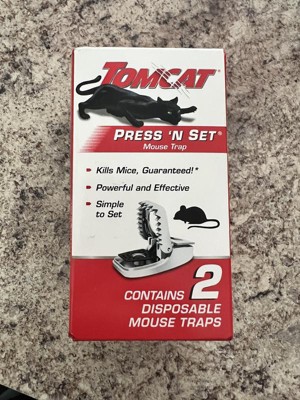 TOMCAT
PRESS 'N SET®
Mouse Trap
Kills Mice, Guaranteed!*
Powerful and Effective
Simple
to Set
CONTAINS 2
DISPOSABLE
MOUSE TRAPS